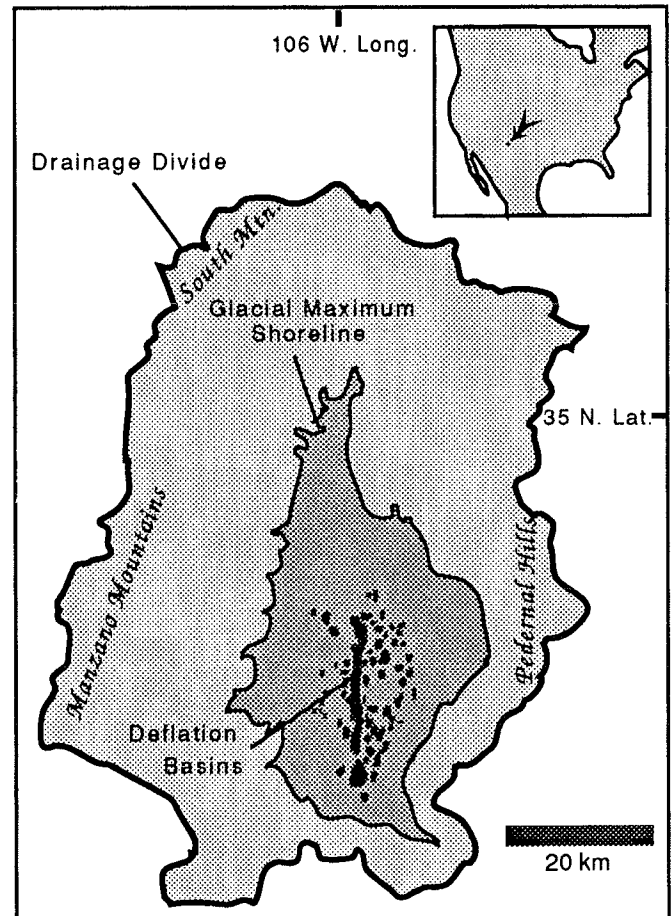 106 W. Long.
Drainage Divide
South Mtn.
Glacial Maximum
Shoreline
35 N. Lat.
Manzano Mountains
Pedernal Hills
Deflation
Basins
20 km